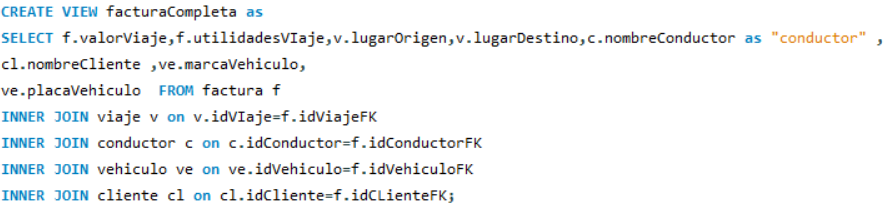 CREATE VIEW facturaCompleta as
SELECT f.valorViaje,f.utilidadesVIaje,v.lugarOrigen,v.lugarDestino,c.nombreConductor as "conductor" ,
cl.nombreCliente ,ve.marcaVehiculo,
ve.placaVehiculo  FROM factura f
INNER JOIN viaje v on v.idVIaje=f.idViajeFK
INNER JOIN conductor c on c.idConductor=f.idConductorFK
INNER JOIN vehiculo ve on ve.idVehiculo=f.idVehiculoFK
INNER JOIN cliente cl on cl.idCliente=f.idCLienteFK;